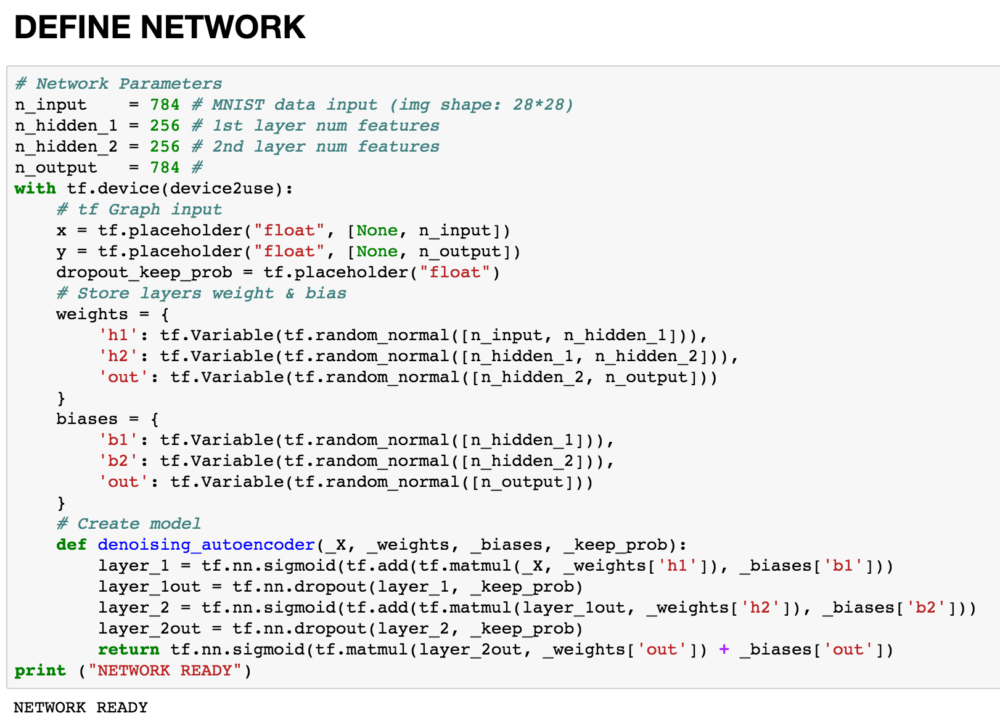 DEFINE NETWORK
# Network Parameters
n_input    = 784 # MNIST data input (img shape: 28*28)
n_hidden_1 = 256 # 1st layer num features
n_hidden_2 = 256 # 2nd layer num features
n_output   = 784 #
with tf.device(device2use):
    # tf Graph input
    x = tf.placeholder("float", [None, n_input])
    y = tf.placeholder("float", [None, n_output])
    dropout_keep_prob = tf.placeholder("float")
    # Store layers weight & bias
    weights = {
        'h1': tf.Variable(tf.random_normal([n_input, n_hidden_1])),
        'h2': tf.Variable(tf.random_normal([n_hidden_1, n_hidden_2])),
        'out': tf.Variable(tf.random_normal([n_hidden_2, n_output]))
    }
    biases = {
        'b1': tf.Variable(tf.random_normal([n_hidden_1])),
        'b2': tf.Variable(tf.random_normal([n_hidden_2])),
        'out': tf.Variable(tf.random_normal([n_output]))
    }
    # Create model
    def denoising_autoencoder(_X, _weights, _biases, _keep_prob):
        layer_1 = tf.nn.sigmoid(tf.add(tf.matmul(_X, _weights['h1']), _biases['b1']))
        layer_1out = tf.nn.dropout(layer_1, _keep_prob)
        layer_2 = tf.nn.sigmoid(tf.add(tf.matmul(layer_1out, _weights['h2']), _biases['b2']))
        layer_2out = tf.nn.dropout(layer_2, _keep_prob)
        return tf.nn.sigmoid(tf.matmul(layer_2out, _weights['out']) + _biases['out'])
print ("NETWORK READY")
NETWORK READY